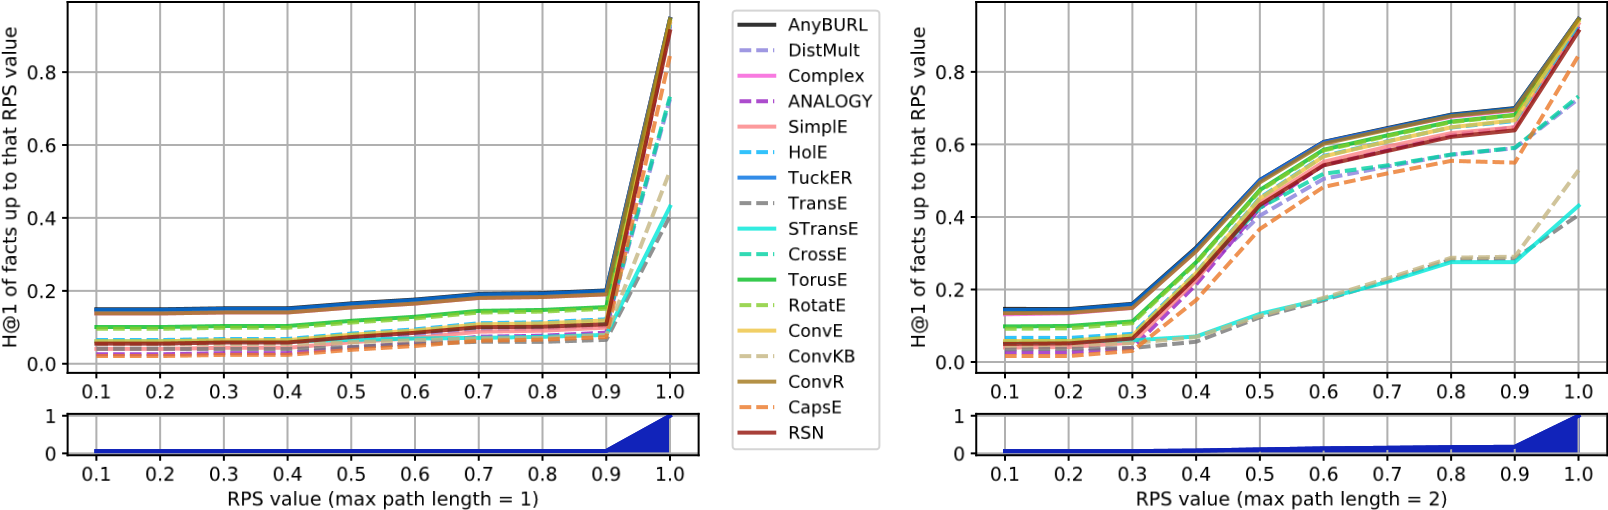 H@1 of facts up to that RPS value
0.8
0.6
0.4
0.2
0.0
0.1 0.2 0.3 0.4 0.5 0.6 0.7 0.8 0.9 1.0
1
0
0.1 0.2 0.3 0.4 0.5 0.6 0.7 0.8 0.9 1.0
RPS value (max path length = 1)
AnyBURL
DistMult
Complex
ANALOGY
SimplE
HolE
TuckER
TransE
STransE
CrossE
TorusE
RotatE
ConvE
ConvKB
ConvR
CapsE
RSN
H@1 of facts up to that RPS value
0.8
0.6
0.4
0.2
0.0
0.1 0.2 0.3 0.4 0.5 0.6 0.7 0.8 0.9 1.0
1
0
0.1 0.2 0.3 0.4 0.5 0.6 0.7 0.8 0.9 1.0
RPS value (max path length = 2)